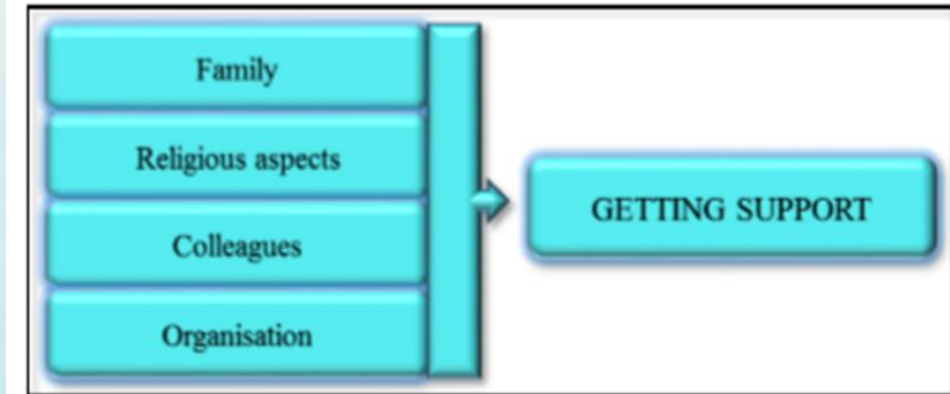 Family
Religious aspects
Colleagues
Organisation
GETTING SUPPORT